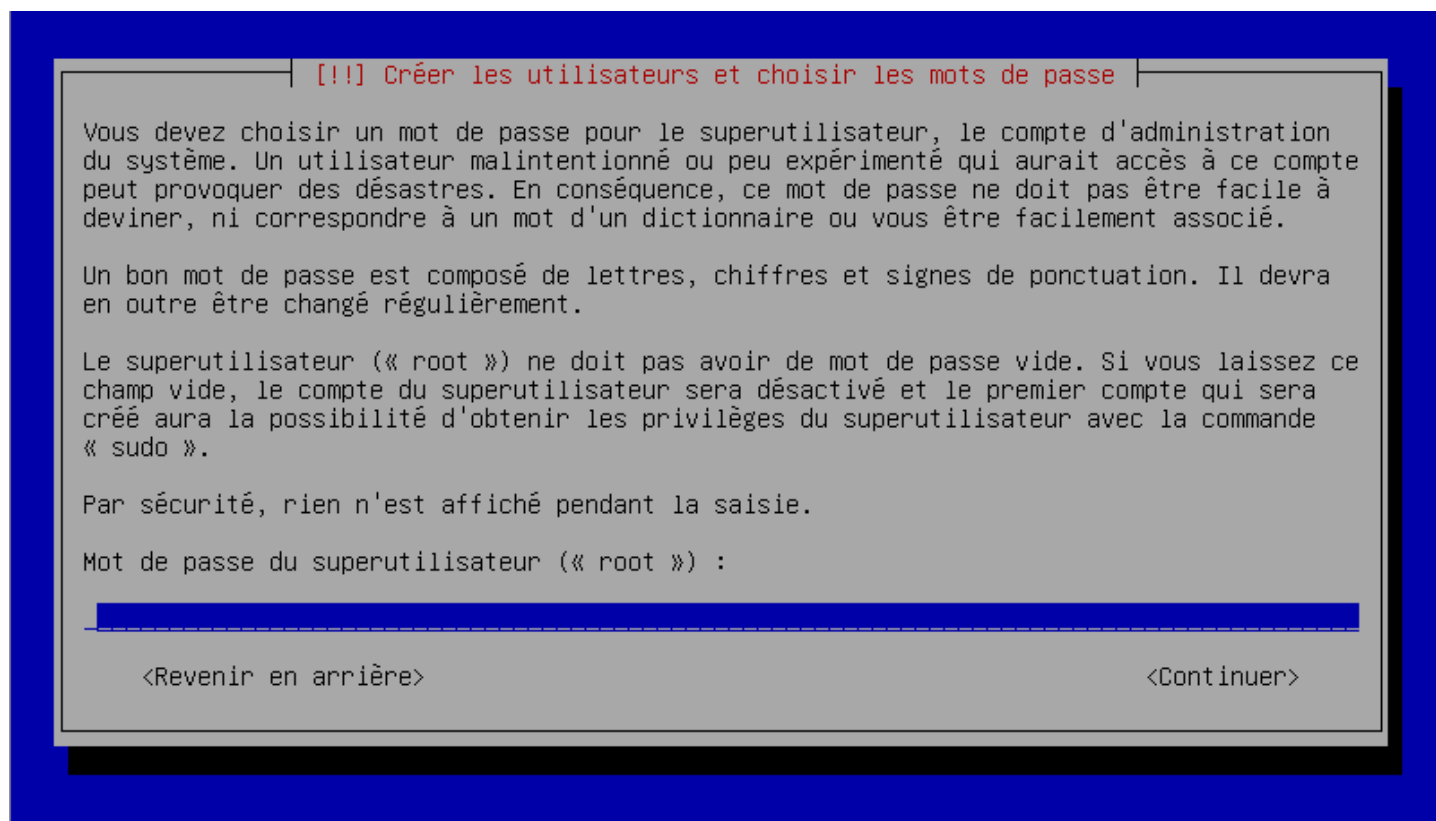 [!!] Créer les utilisateurs et choisir les mots de passe
Vous devez choisir un mot de passe pour le superutilisateur, le compte d'administration
du système. Un utilisateur malintentionné ou peu expérimenté qui aurait accès à ce compte
peut provoquer des désastres. En conséquence, ce mot de passe ne doit pas être facile à
deviner, ni correspondre à un mot d'un dictionnaire ou vous être facilement associé.
Un bon mot de passe est composé de lettres, chiffres et signes de ponctuation. Il devra
en outre être changé régulièrement.
Le superutilisateur (« root ») ne doit pas avoir de mot de passe vide. Si vous laissez ce
champ vide, le compte du superutilisateur sera désactivé et le premier compte qui sera
créé aura la possibilité d'obtenir les privilèges du superutilisateur avec la commande
« sudo ».
Par sécurité, rien n'est affiché pendant la saisie.
Mot de passe du superutilisateur (« root ») :
<Revenir en arrière> <Continuer>